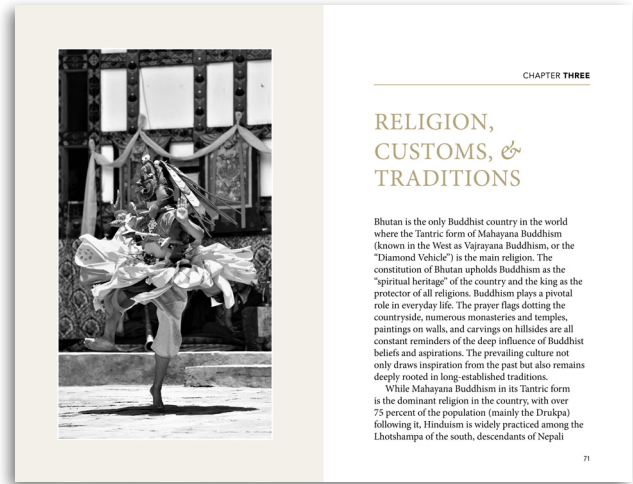 CHAPTER THREE
RELIGION,
CUSTOMS, &
TRADITIONS
Bhutan is the only Buddhist country in the world
where the Tantric form of Mahayana Buddhism
(known in the West as Vajrayana Buddhism, or the
“Diamond Vehicle”) is the main religion. The
constitution of Bhutan upholds Buddhism as the
“spiritual heritage” of the country and the king as the
protector of all religions. Buddhism plays a pivotal
role in everyday life. The prayer flags dotting the
countryside, numerous monasteries and temples,
paintings on walls, and carvings on hillsides are all
constant reminders of the deep influence of Buddhist
beliefs and aspirations. The prevailing culture not
only draws inspiration from the past but also remains
deeply rooted in long-established traditions.
While Mahayana Buddhism in its Tantric form
is the dominant religion in the country, with over
75 percent of the population (mainly the Drukpa)
following it, Hinduism is widely practiced among the
Lhotshampa of the south, descendants of Nepali
71